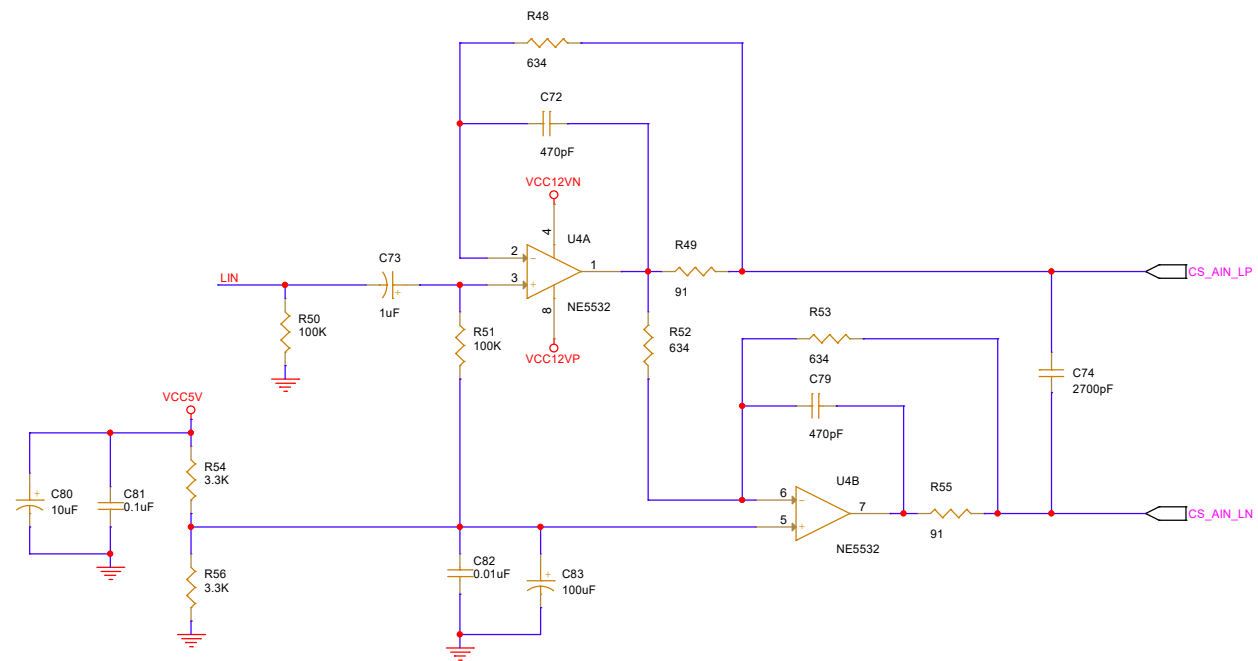 R48
634
C72
470pF
VCC12VN
4
U4A
2
3
1
NE5532
8
VCC12VP
C73
1uF
LIN
R50
100K
R51
100K
R49
91
R52
634
CS_AIN_LP
R53
634
C79
470pF
C74
2700pF
VCC5V
C80
10uF
C81
0.1uF
R54
3.3K
R56
3.3K
C82
0.01uF
C83
100uF
6
5
U4B
7
NE5532
R55
91
CS_AIN_LN